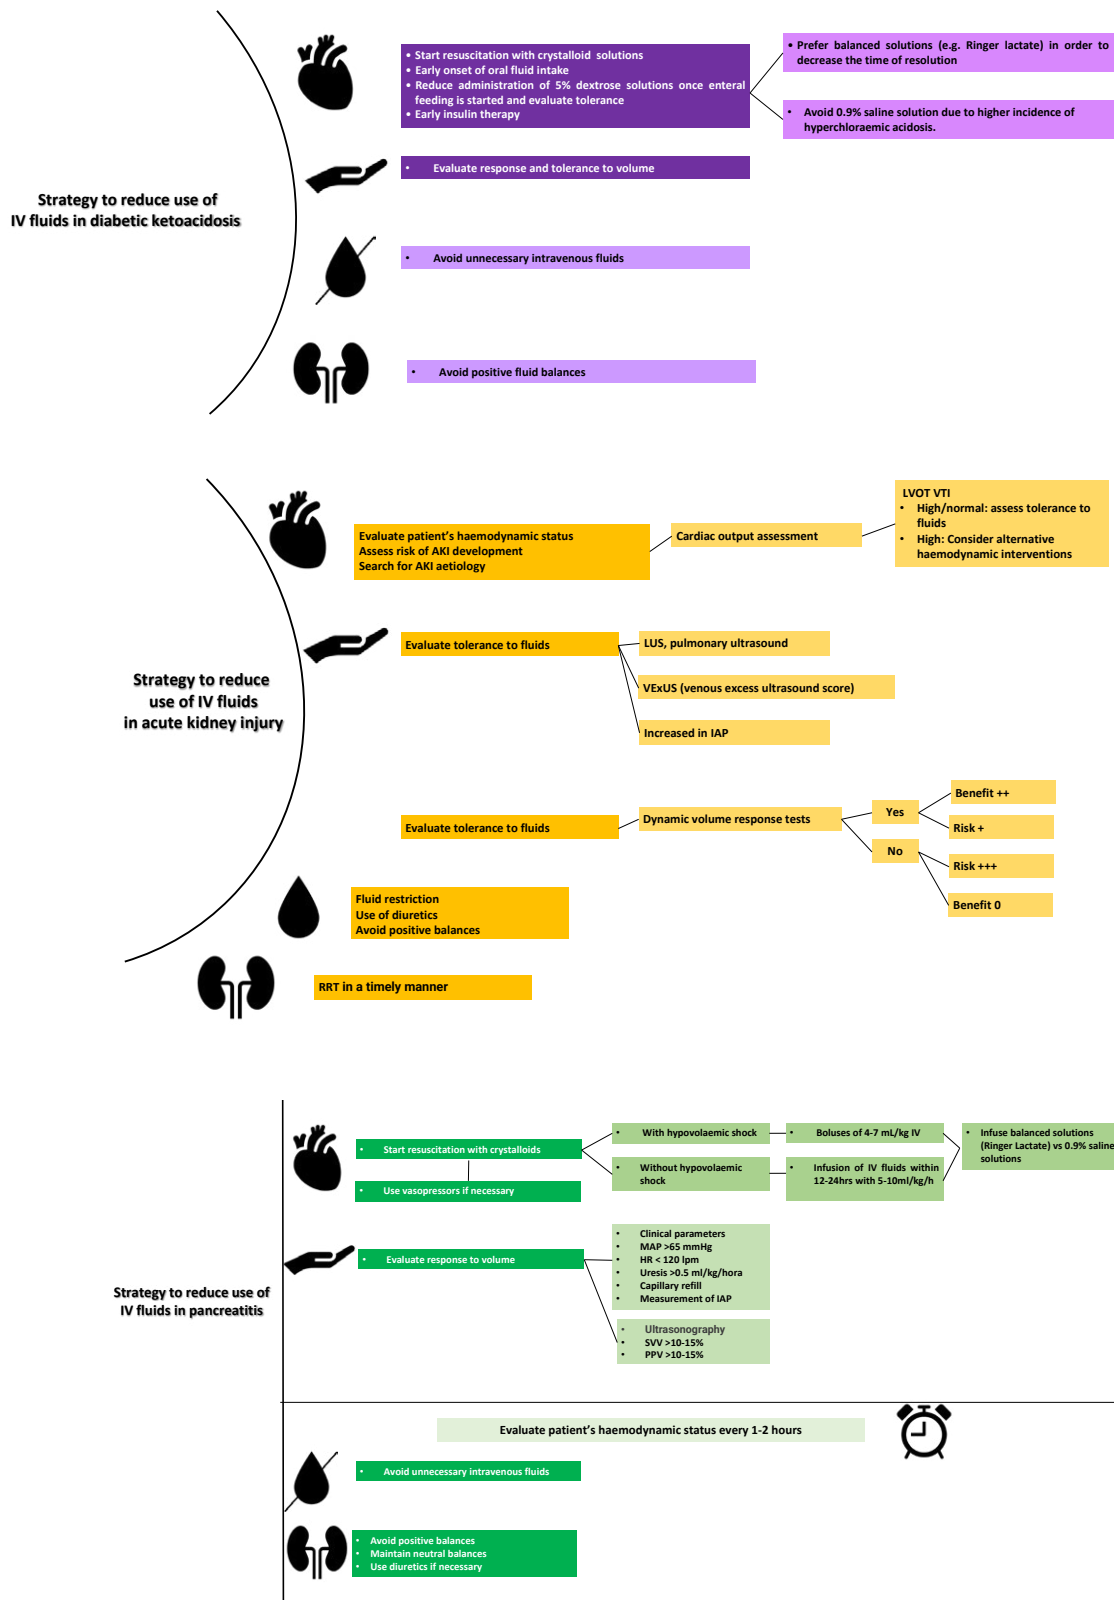 Strategy to reduce use of
IV fluids in diabetic ketoacidosis
• Start resuscitation with crystalloid solutions
• Early onset of oral fluid intake
• Reduce administration of 5% dextrose solutions once enteral
feeding is started and evaluate tolerance
• Early insulin therapy
• Prefer balanced solutions (e.g. Ringer lactate) in order to
decrease the time of resolution
• Avoid 0.9% saline solution due to higher incidence of
hyperchloraemic acidosis.
• Evaluate response and tolerance to volume
• Avoid unnecessary intravenous fluids
• Avoid positive fluid balances
Strategy to reduce
use of IV fluids
in acute kidney injury
Evaluate patient's haemodynamic status
Assess risk of AKI development
Search for AKI aetiology
Cardiac output assessment
LVOT VTI
• High/normal: assess tolerance to
fluids
• High: Consider alternative
haemodynamic interventions
Evaluate tolerance to fluids
LUS, pulmonary ultrasound
VExUS (venous excess ultrasound score)
Increased in IAP
Evaluate tolerance to fluids
Dynamic volume response tests
Yes
Benefit ++
Risk +
No
Risk +++
Benefit 0
Fluid restriction
Use of diuretics
Avoid positive balances
RRT in a timely manner
Strategy to reduce use of
IV fluids in pancreatitis
• Start resuscitation with crystalloids
• Use vasopressors if necessary
• With hypovolaemic shock
• Boluses of 4-7 mL/kg IV
• Without hypovolaemic
shock
• Infusion of IV fluids within
12-24hrs with 5-10ml/kg/h
• Infuse balanced solutions
(Ringer Lactate) vs 0.9% saline
solutions
• Evaluate response to volume
• Clinical parameters
• MAP >65 mmHg
• HR < 120 lpm
• Uresis >0.5 ml/kg/hora
• Capillary refill
• Measurement of IAP
• Ultrasonography
• SVV >10-15%
• PPV >10-15%
Evaluate patient's haemodynamic status every 1-2 hours
• Avoid unnecessary intravenous fluids
• Avoid positive balances
• Maintain neutral balances
• Use diuretics if necessary